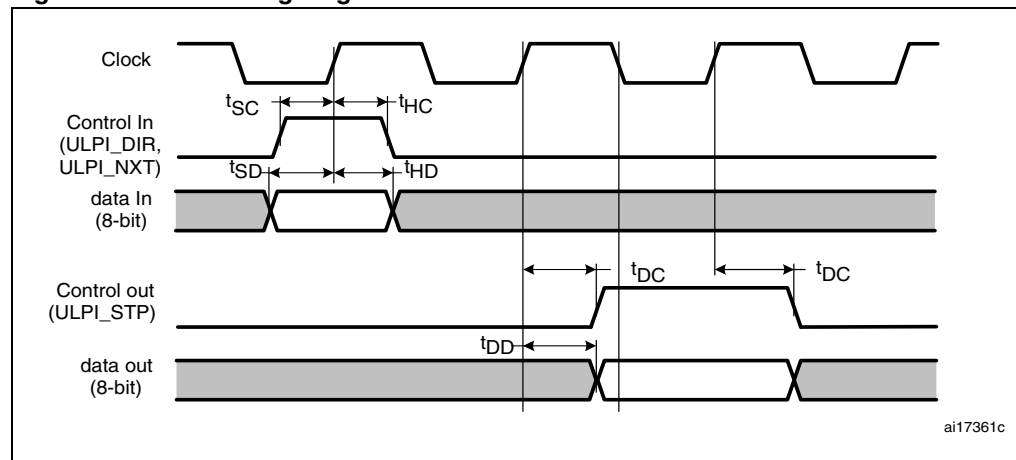 Clock
tSC
tHC
Control In
(ULPI_DIR,
ULPI_NXT)
tSD
tHD
data In
(8-bit)
tDC
tDC
Control out
(ULPI_STP)
tDD
data out
(8-bit)
ai17361c